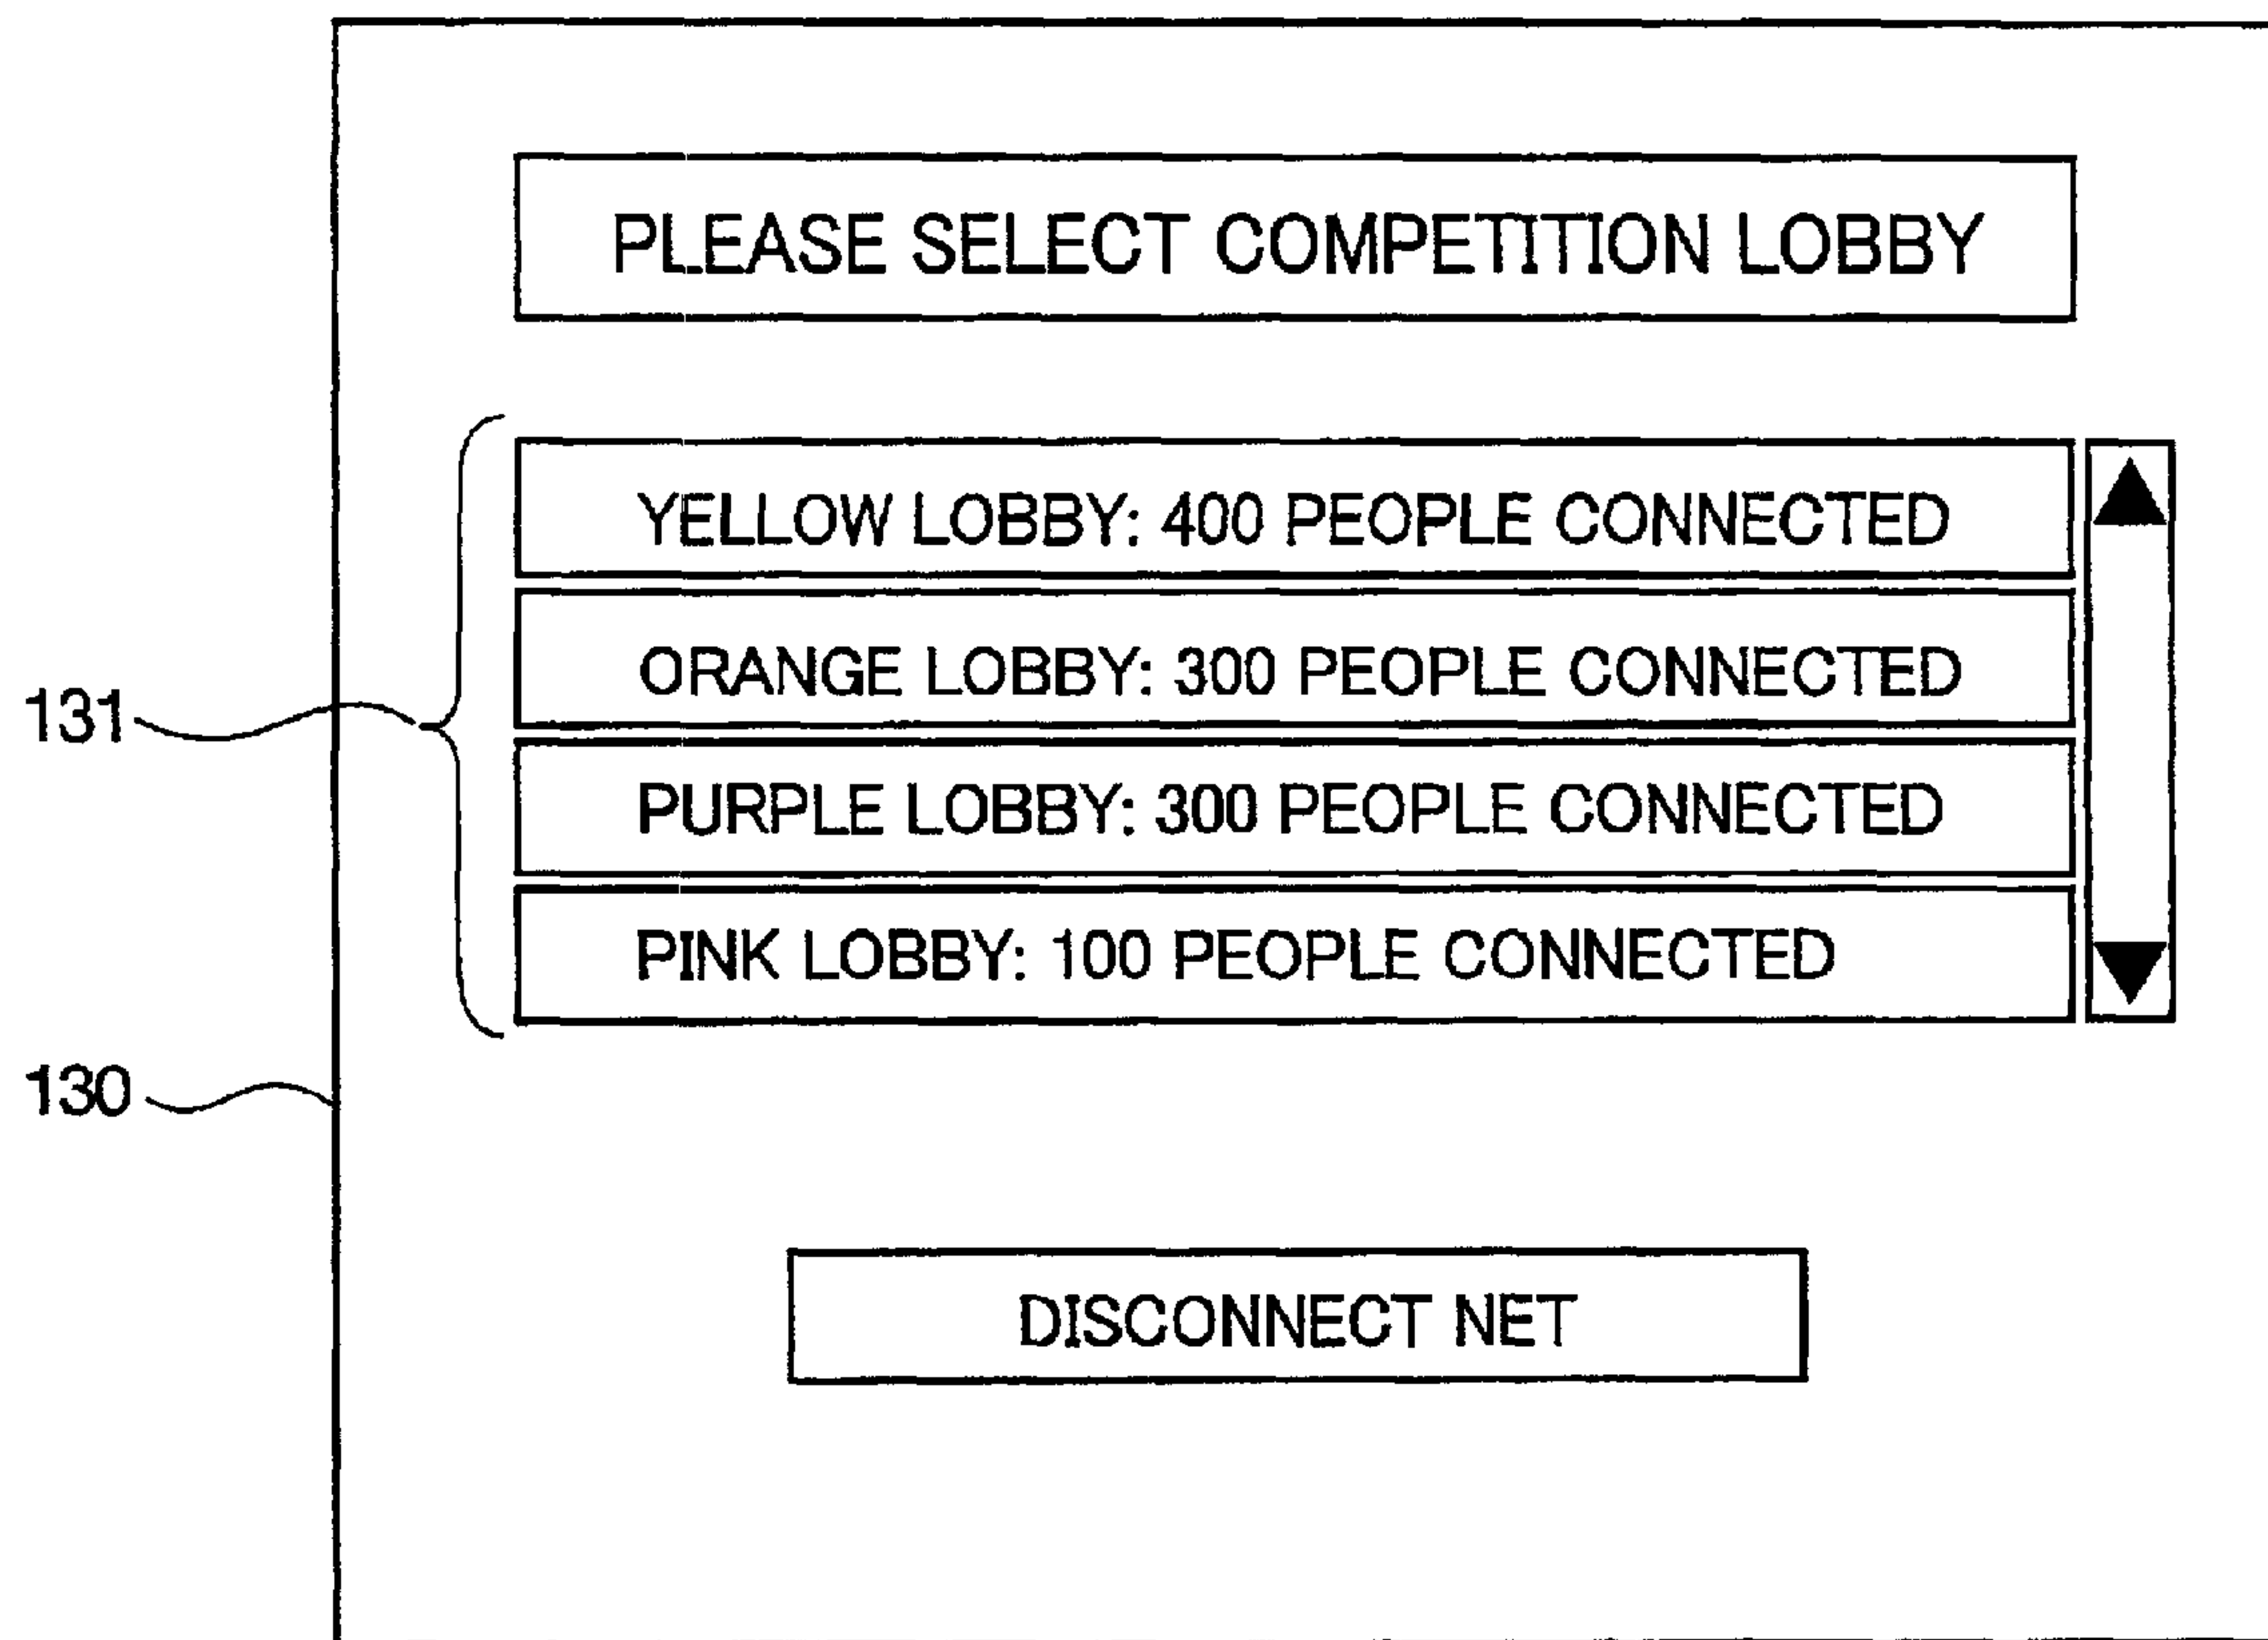 PLEASE SELECT COMPETITION LOBBY
YELLOW LOBBY: 400 PEOPLE CONNECTED
ORANGE LOBBY: 300 PEOPLE CONNECTED
PURPLE LOBBY: 300 PEOPLE CONNECTED
PINK LOBBY: 100 PEOPLE CONNECTED
131
130
DISCONNECT NET